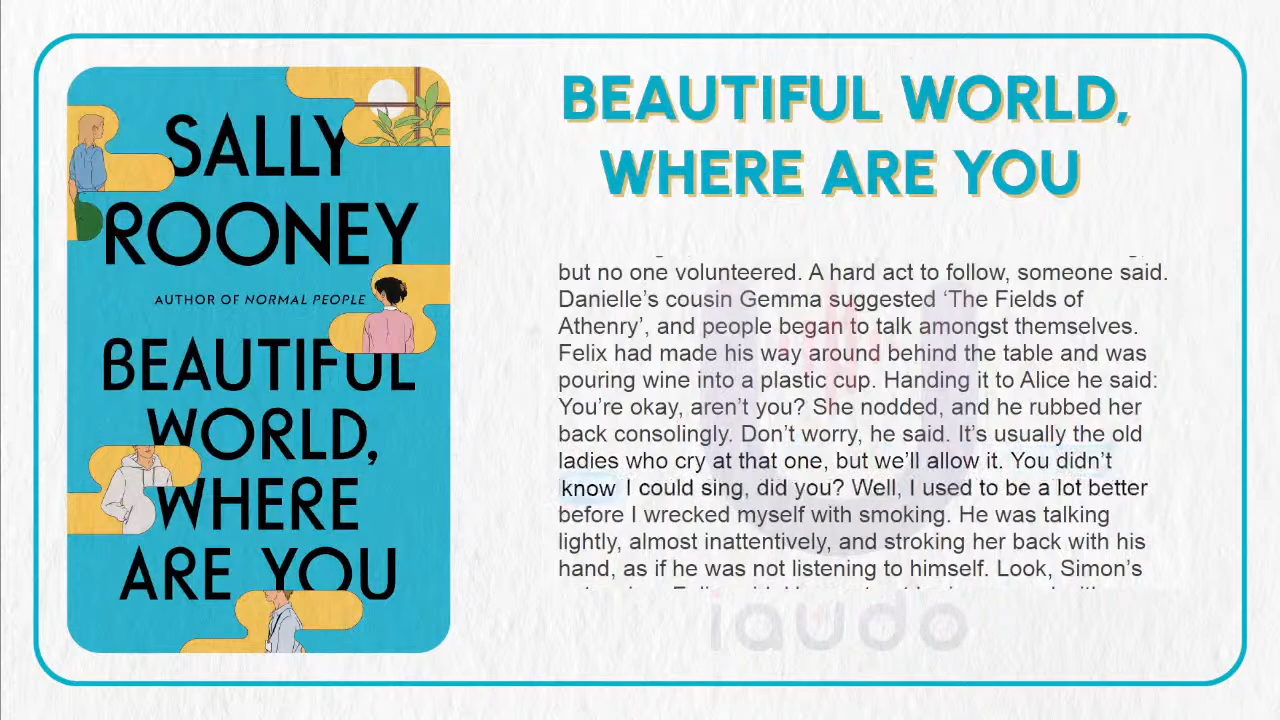 SALLY
ROONEY
AUTHOR OF NORMAL PEOPLE
BEAUTIFUL
WORLD,
WHERE
ARE YOU
BEAUTIFUL WORLD,
WHERE ARE YOU
but no one volunteered. A hard act to follow, someone said.
Danielle’s cousin Gemma suggested ‘The Fields of
Athenry’, and people began to talk amongst themselves.
Felix had made his way around behind the table and was
pouring wine into a plastic cup. Handing it to Alice he said:
You’re okay, aren’t you? She nodded, and he rubbed her
back consolingly. Don’t worry, he said. It’s usually the old
ladies who cry at that one, but we’ll allow it. You didn’t
know I could sing, did you? Well, I used to be a lot better
before I wrecked myself with smoking. He was talking
lightly, almost inattentively, and stroking her back with his
hand, as if he was not listening to himself. Look, Simon’s
iaudo